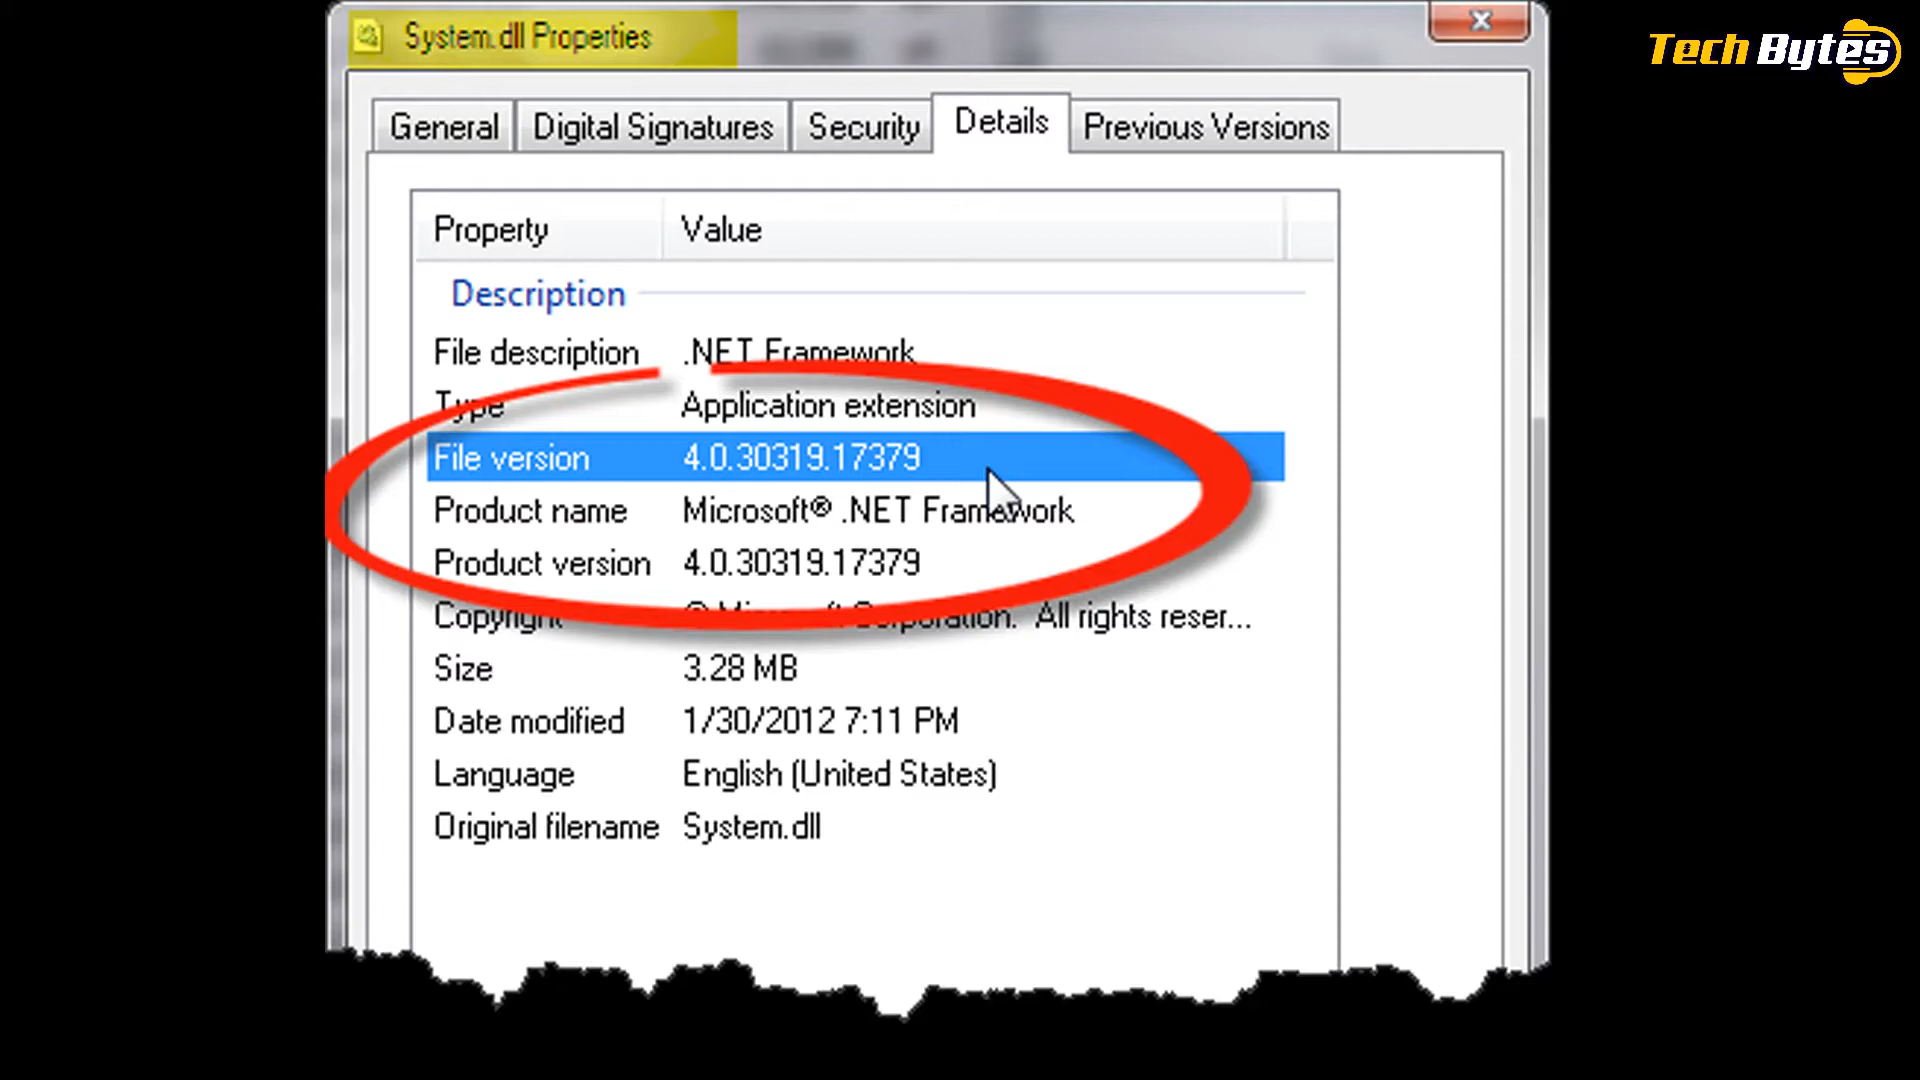 System.dll Properties
Tech Bytes
General Digital Signatures Security Details Previous Versions
Property Value
Description
File description .NET Framework
Type Application extension
File version 4.0.30319.17379
Product name Microsoft® .NET Framework
Product version 4.0.30319.17379
Copyright © Microsoft Corporation. All rights reser...
Size 3.28 MB
Date modified 1/30/2012 7:11 PM
Language English (United States)
Original filename System.dll